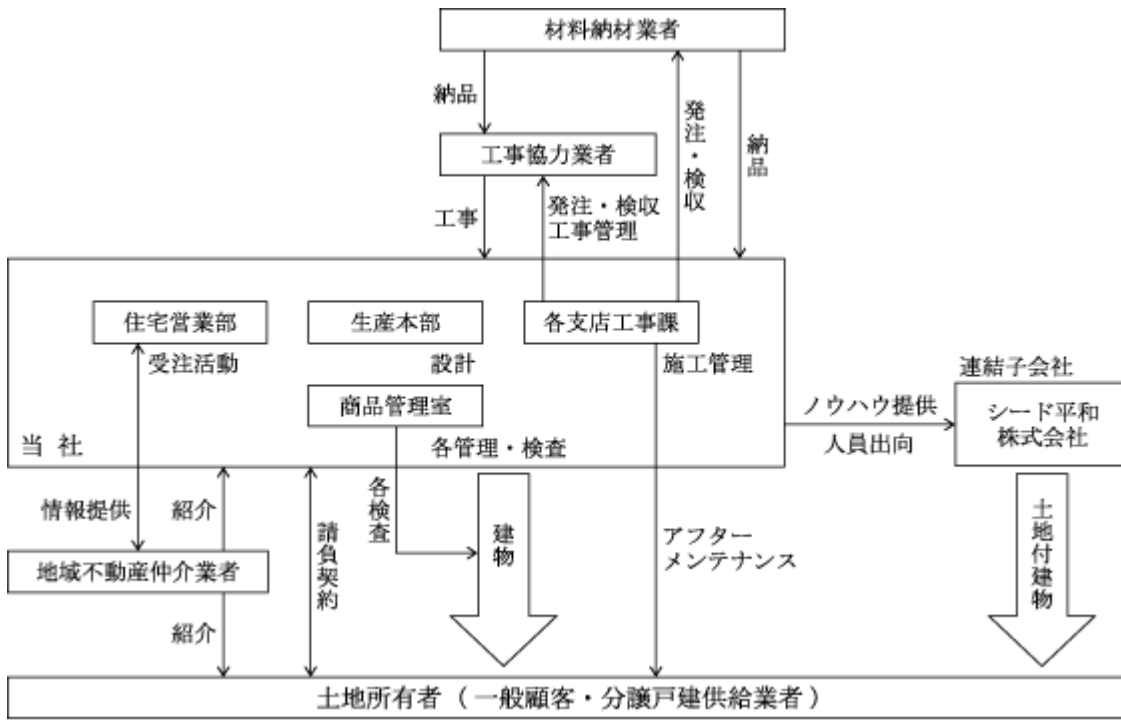 材料納材業者
納品
発注・検収
納品
工事協力業者
工事
発注・検収
工事管理
住宅営業部
生産本部
各支店工事課
受注活動
設計
施工管理
連結子会社
商品管理室
ノウハウ提供
シード平和
株式会社
当社
各管理・検査
人員出向
情報提供
紹介
請負契約
各検査
建物
アフター
メンテナンス
土地付建物
地域不動産仲介業者
紹介
土地所有者（一般顧客・分譲戸建供給業者）